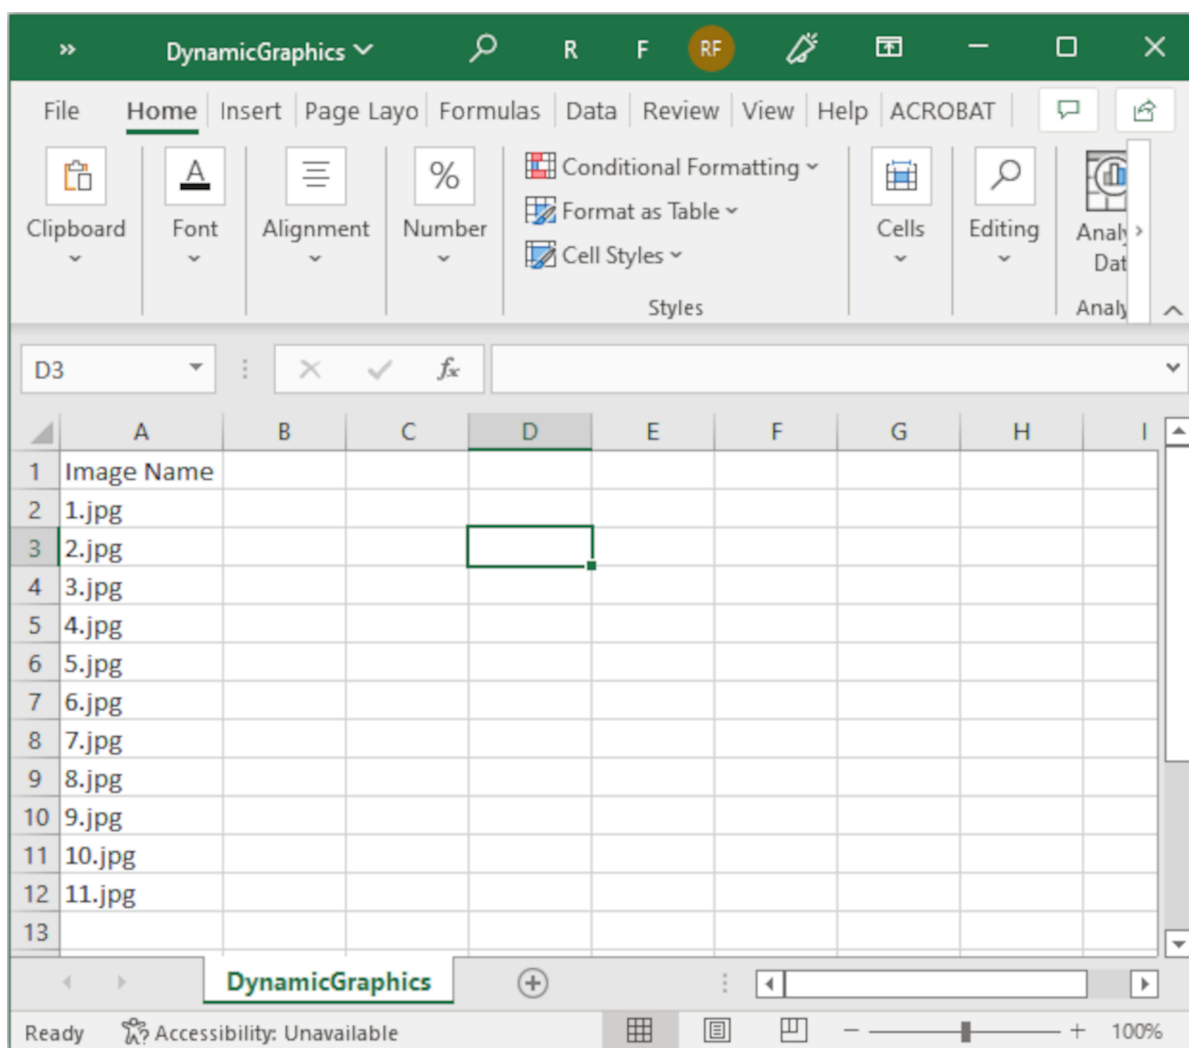 » DynamicGraphics R F RF
File Home Insert Page Layo Formulas Data Review View Help ACROBAT
Clipboard Font Alignment Number
Conditional Formatting
Format as Table
Cell Styles
Styles
Cells Editing
Analy
Dat
Analy
D3 fx
A B C D E F G H I
1 Image Name
2 1.jpg
3 2.jpg
4 3.jpg
5 4.jpg
6 5.jpg
7 6.jpg
8 7.jpg
9 8.jpg
10 9.jpg
11 10.jpg
12 11.jpg
13
DynamicGraphics
Ready Accessibility: Unavailable 100%